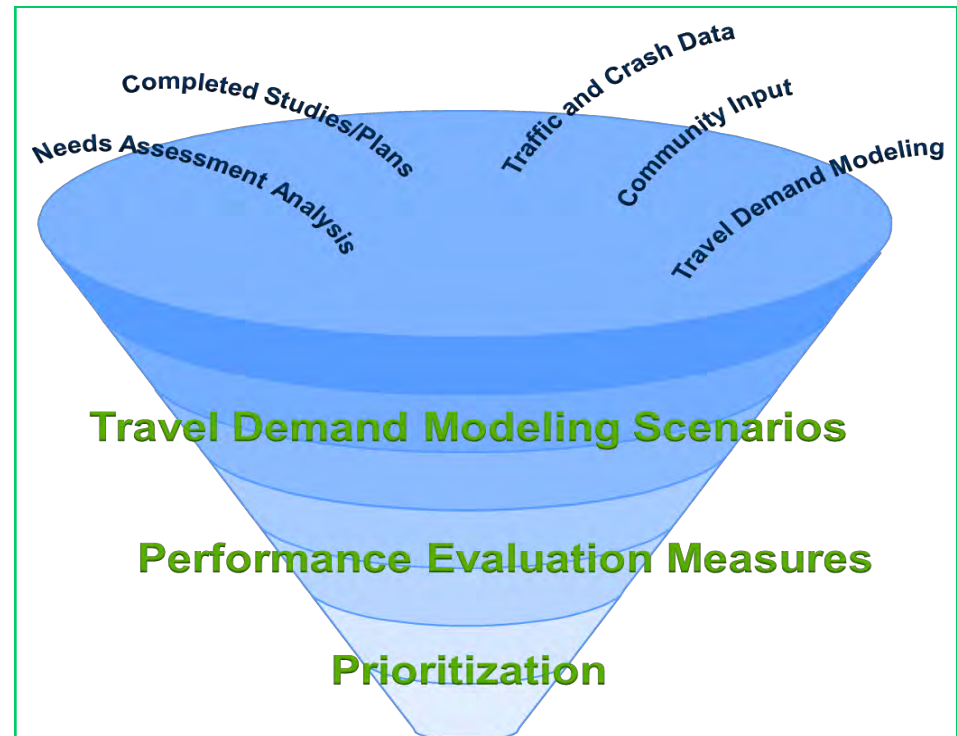 Completed Studies/Plans
Needs Assessment Analysis
Traffic and Crash Data
Community Input
Travel Demand Modeling
Travel Demand Modeling Scenarios
Performance Evaluation Measures
Prioritization